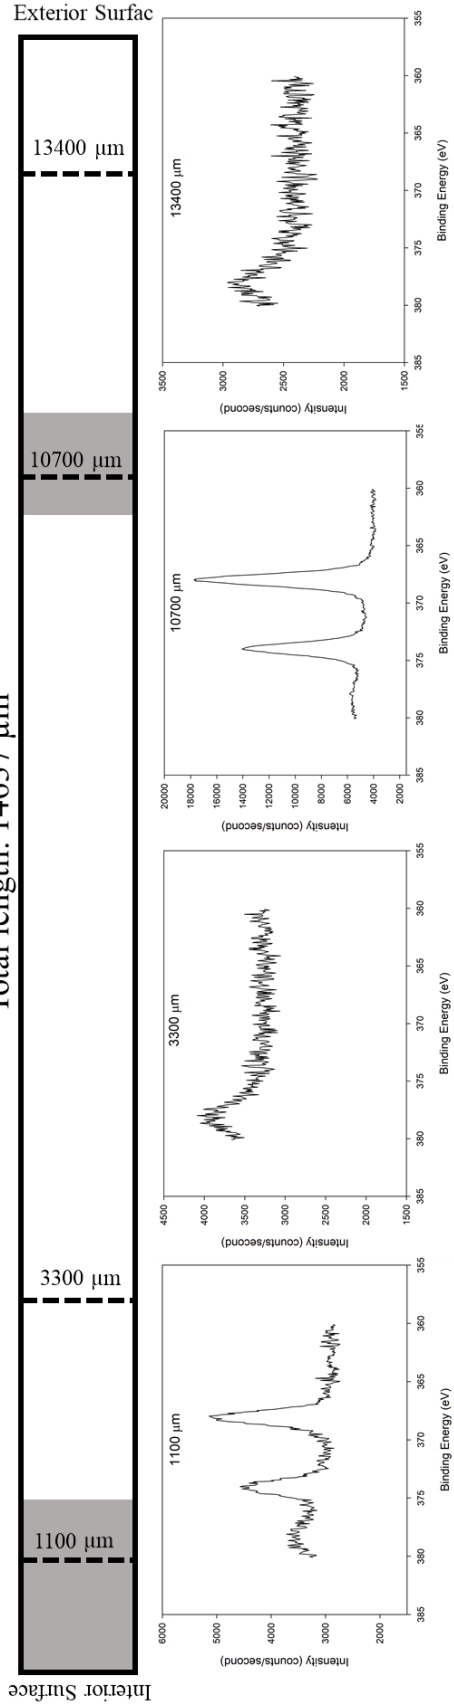 Exterior Surfac
13400 μm
10700 μm
Total length: μm
3300 μm
1100 μm
Interior Surface
13400 μm
Intensity (counts/second)
3500
3000
2500
2000
1500
385 380 375 370 365 360 355
Binding Energy (eV)
10700 μm
Intensity (counts/second)
20000
18000
16000
14000
12000
10000
8000
6000
4000
2000
385 380 375 370 365 360 355
Binding Energy (eV)
3300 μm
Intensity (counts/second)
4500
4000
3500
3000
2500
2000
1500
385 380 375 370 365 360 355
Binding Energy (eV)
1100 μm
Intensity (counts/second)
6000
5000
4000
3000
2000
385 380 375 370 365 360 355
Binding Energy (eV)